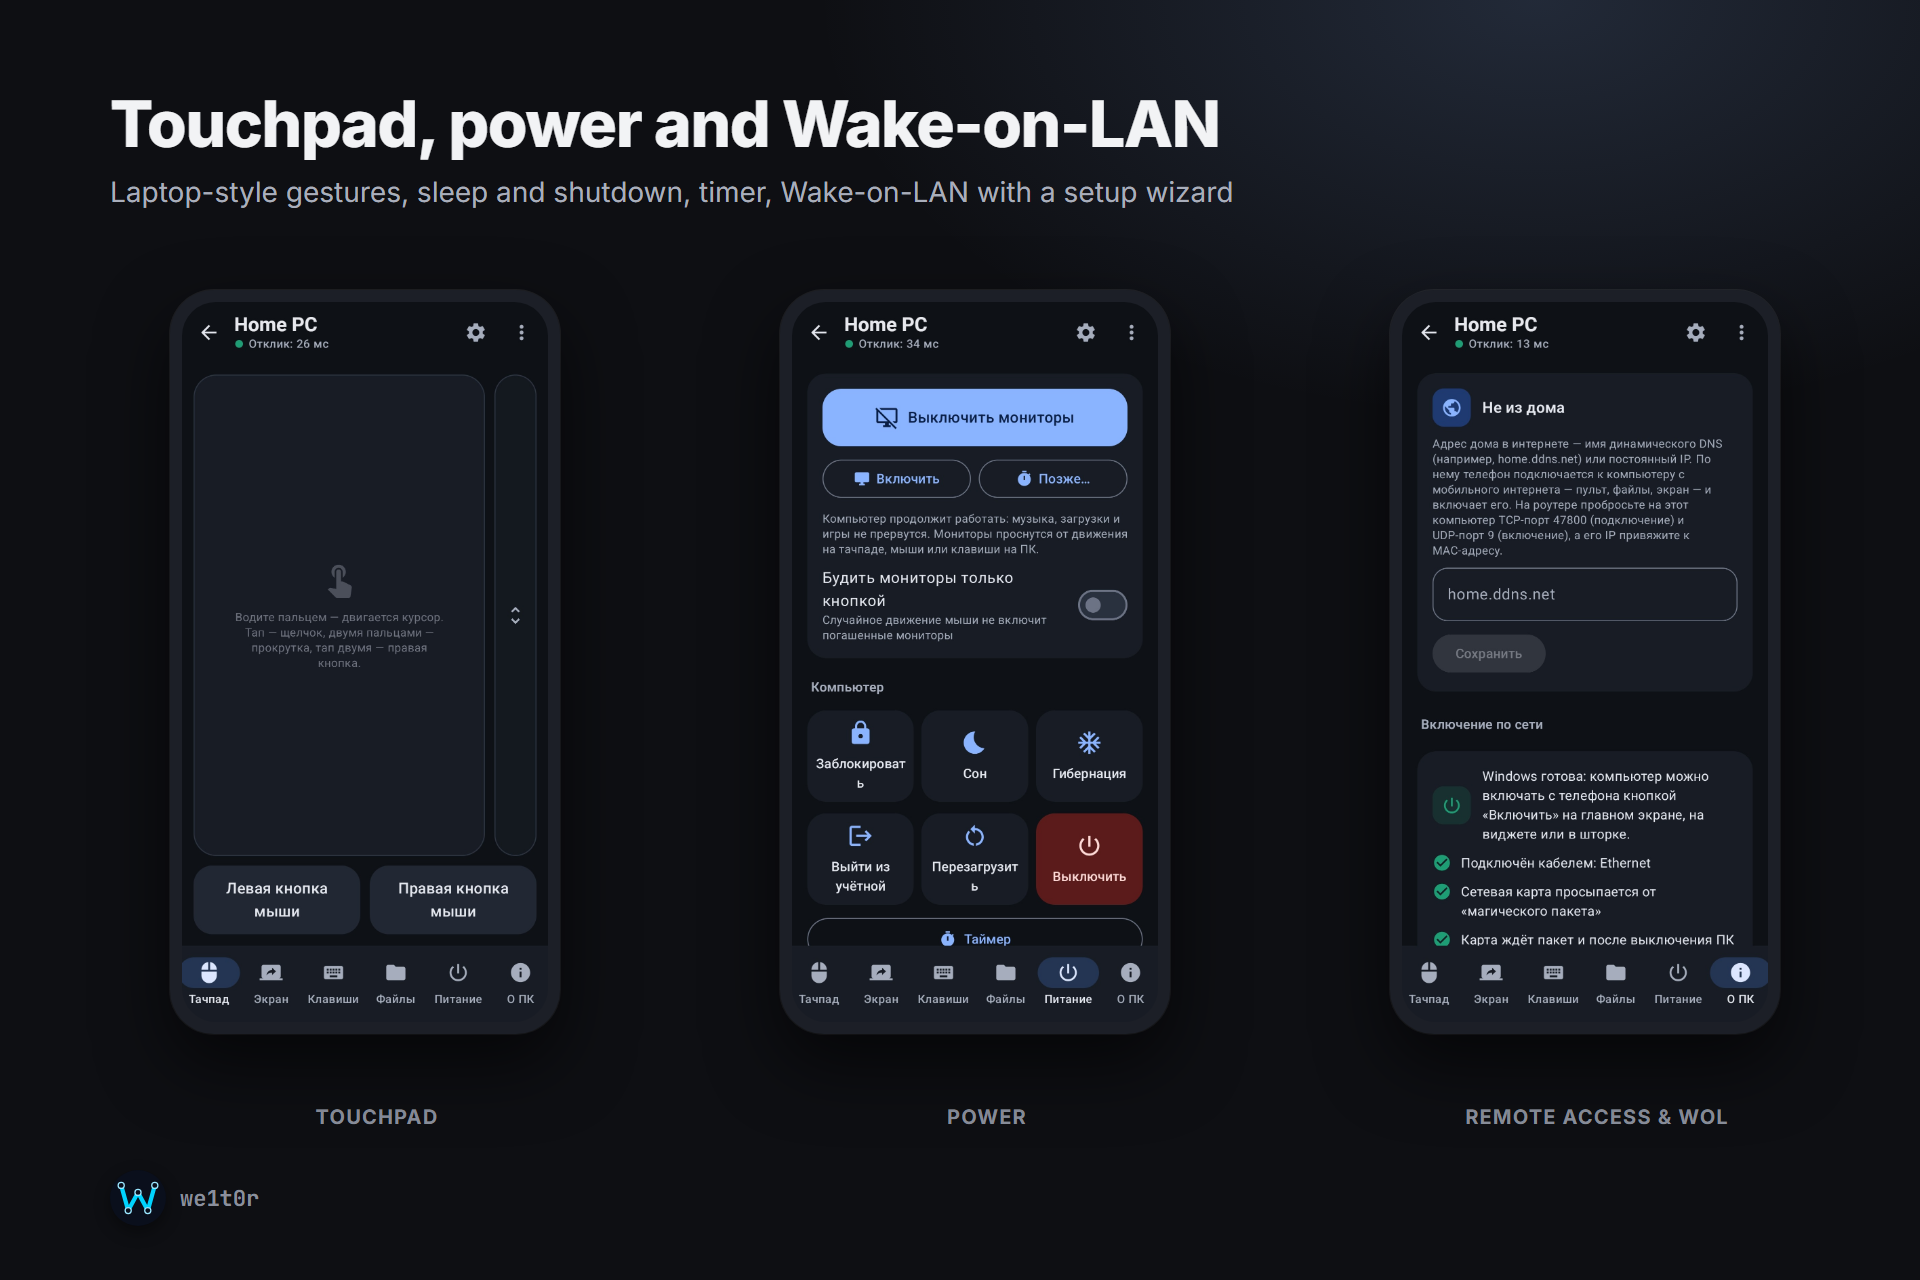 Touchpad, power and Wake-on-LAN
Laptop-style gestures, sleep and shutdown, timer, Wake-on-LAN with a setup wizard
Home PC
Отклик: 26 мс
Водите пальцем — двигается курсор.
Тап — щелчок, двумя пальцами —
прокрутка, тап двумя — правая
кнопка.
Левая кнопка
мыши
Правая кнопка
мыши
Тачпад
Экран
Клавиши
Файлы
Питание
О ПК
TOUCHPAD
Home PC
Отклик: 34 мс
Выключить мониторы
Включить
Позже...
Компьютер продолжит работать: музыка, загрузки и
игры не прервутся. Мониторы проснутся от движения
на тачпаде, мыши или клавиши на ПК.
Будить мониторы только
кнопкой
Случайное движение мыши не включит
погашенные мониторы
Компьютер
Заблокироват
ь
Сон
Гибернация
Выйти из
учётной
Перезагрузит
ь
Выключить
Таймер
Тачпад
Экран
Клавиши
Файлы
Питание
О ПК
POWER
Home PC
Отклик: 13 мс
Не из дома
Адрес дома в интернете — имя динамического DNS
(например, home.ddns.net) или постоянный IP. По
нему телефон подключается к компьютеру с
мобильного интернета — пульт, файлы, экран — и
включает его. На роутере пробросьте на этот
компьютер TCP-порт 47800 (подключение) и
UDP-порт 9 (включение), а его IP привяжите к
MAC-адресу.
home.ddns.net
Сохранить
Включение по сети
Windows готова: компьютер можно
включать с телефона кнопкой
«Включить» на главном экране, на
виджете или в шторке.
Подключён кабелем: Ethernet
Сетевая карта просыпается от
«магического пакета»
Карта ждёт пакет и после выключения ПК
Тачпад
Экран
Клавиши
Файлы
Питание
О ПК
REMOTE ACCESS & WOL
we1t0r